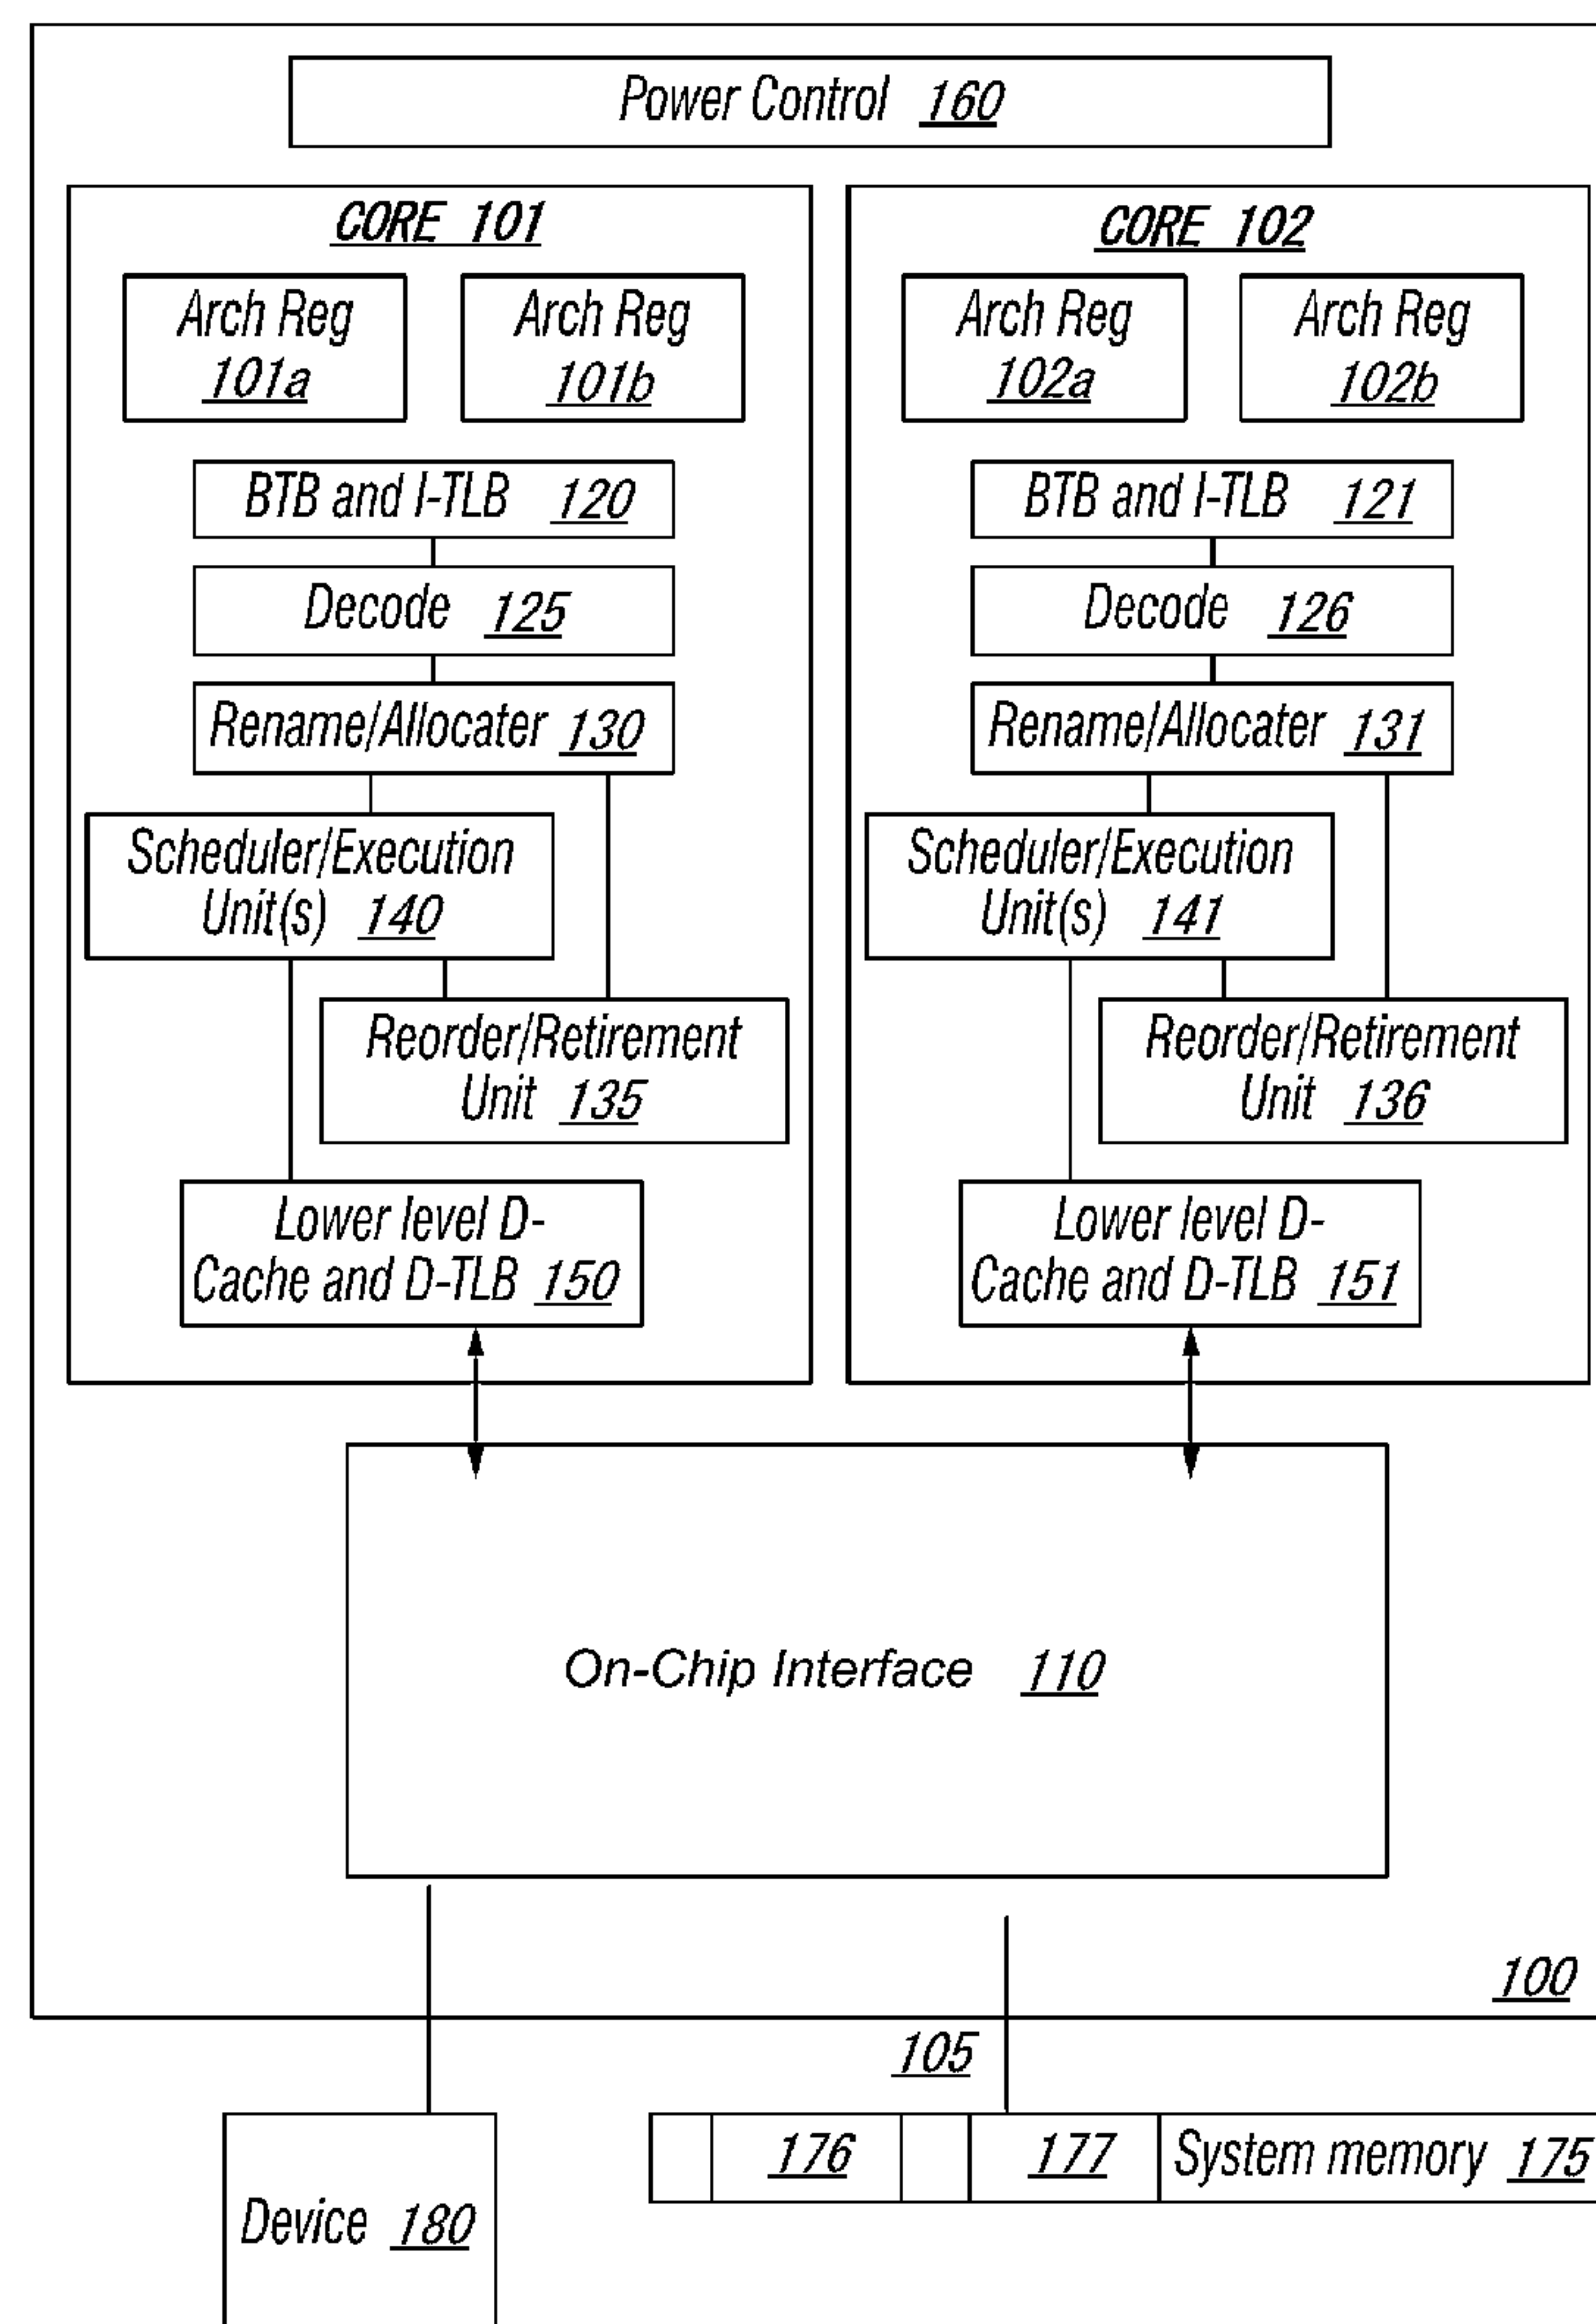 Power Control 160
CORE 101
Arch Reg
101a
Arch Reg
101b
BTB and I-TLB 120
Decode 125
Rename/Allocater 130
Scheduler/Execution
Unit(s) 140
Reorder/Retirement
Unit 135
Lower level D-
Cache and D-TLB 150
CORE 102
Arch Reg
102a
Arch Reg
102b
BTB and I-TLB 121
Decode 126
Rename/Allocater 131
Scheduler/Execution
Unit(s) 141
Reorder/Retirement
Unit 136
Lower level D-
Cache and D-TLB 151
On-Chip Interface 110
100
105
176
177
System memory 175
Device 180